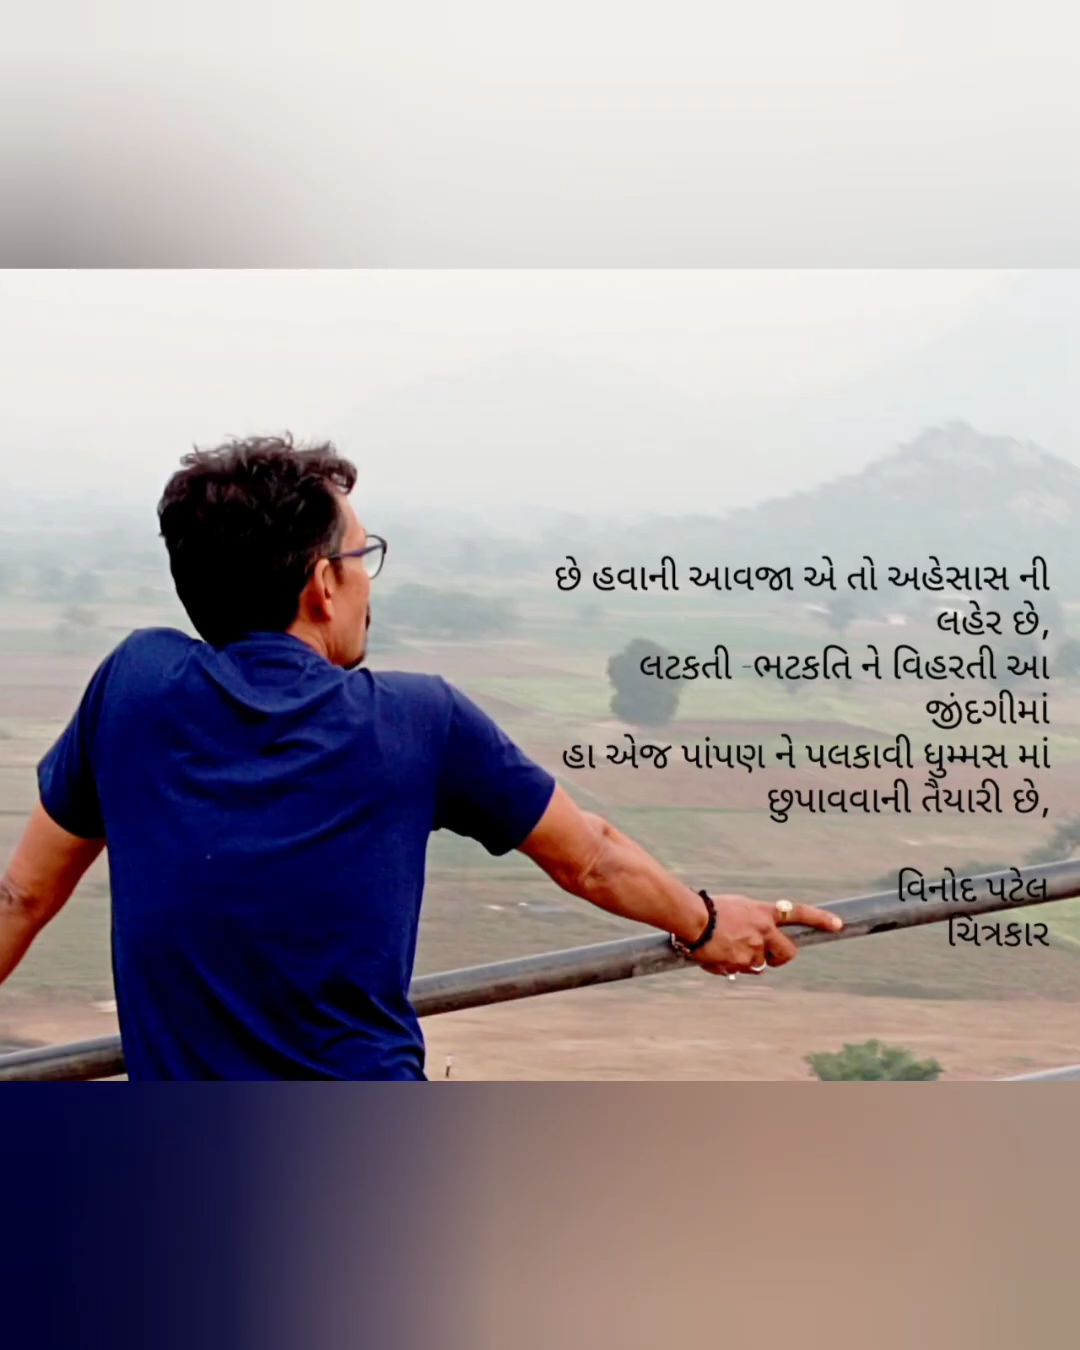 છે હવાની આવજા એ તો અહેસાસ ની
લહેર છે,
લટકતી -ભટકતિ ને વિહરતી આ
જીંદગીમાં
હા એજ પાંપણ ને પલકાવી ધુમ્મસ માં
છુપાવવાની તૈયારી છે,
વિનોદ પટેલ
ચિત્રકાર